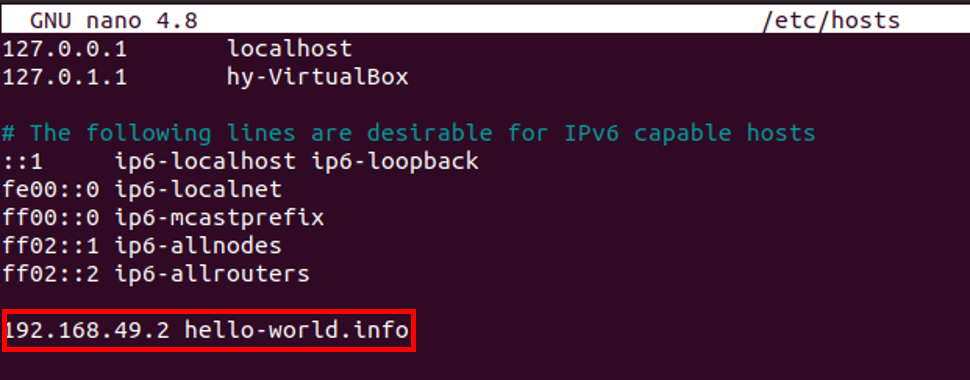 GNU nano 4.8 /etc/hosts
127.0.0.1 localhost
127.0.1.1 hy-VirtualBox
# The following lines are desirable for IPv6 capable hosts
::1 ip6-localhost ip6-loopback
fe00::0 ip6-localnet
ff00::0 ip6-mcastprefix
ff02::1 ip6-allnodes
ff02::2 ip6-allrouters
192.168.49.2 hello-world.info